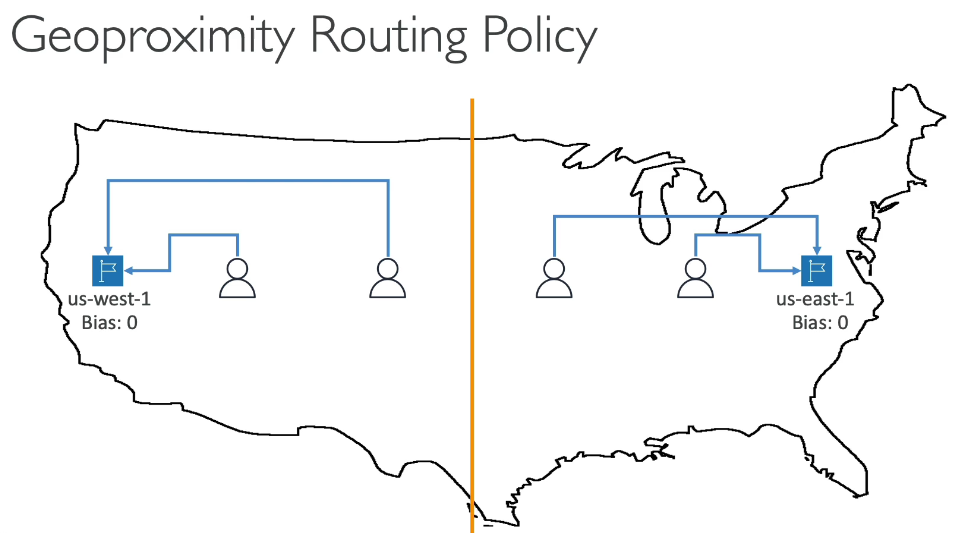 Geoproximity Routing Policy
us-west-1
Bias: 0
us-east-1
Bias: 0